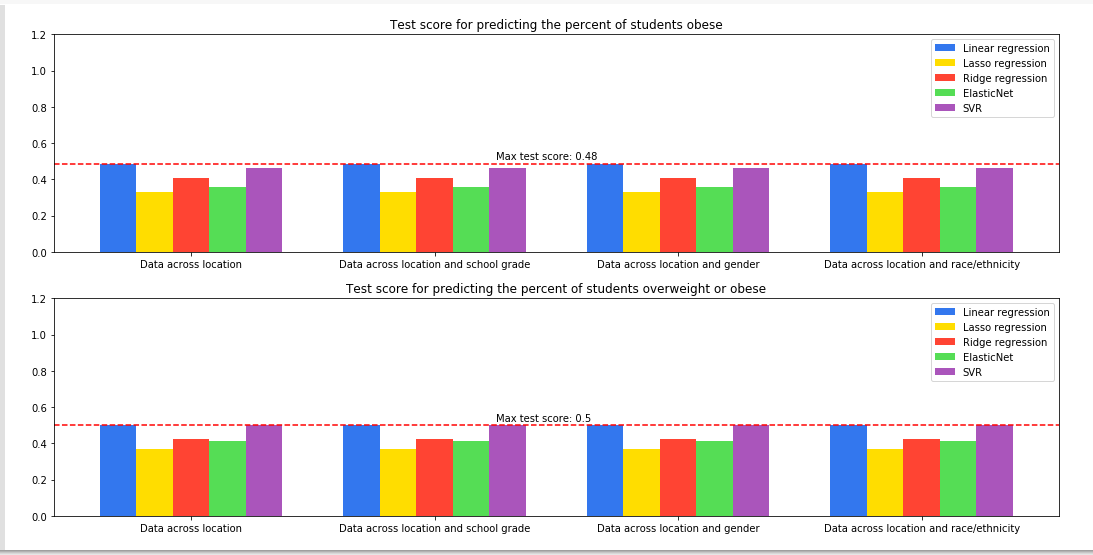 Test score for predicting the percent of students obese
1.2
1.0
0.8
0.6
0.4
0.2
0.0
Linear regression
Lasso regression
Ridge regression
ElasticNet
SVR
Max test score: 0.48
Data across location
Data across location and school grade
Data across location and gender
Data across location and race/ethnicity
Test score for predicting the percent of students overweight or obese
1.2
1.0
0.8
0.6
0.4
0.2
0.0
Linear regression
Lasso regression
Ridge regression
ElasticNet
SVR
Max test score: 0.5
Data across location
Data across location and school grade
Data across location and gender
Data across location and race/ethnicity